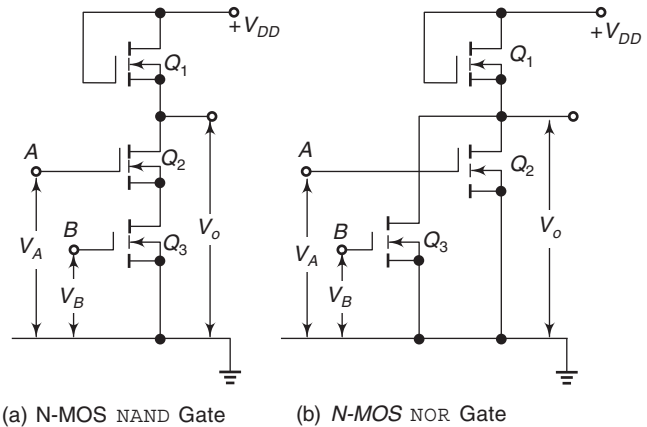 +V_DD
Q_1
A
Q_2
V_A
B
Q_3
V_B
V_o
(a) N-MOS NAND Gate
+V_DD
Q_1
A
Q_2
V_A
B
Q_3
V_B
V_o
(b) N-MOS NOR Gate